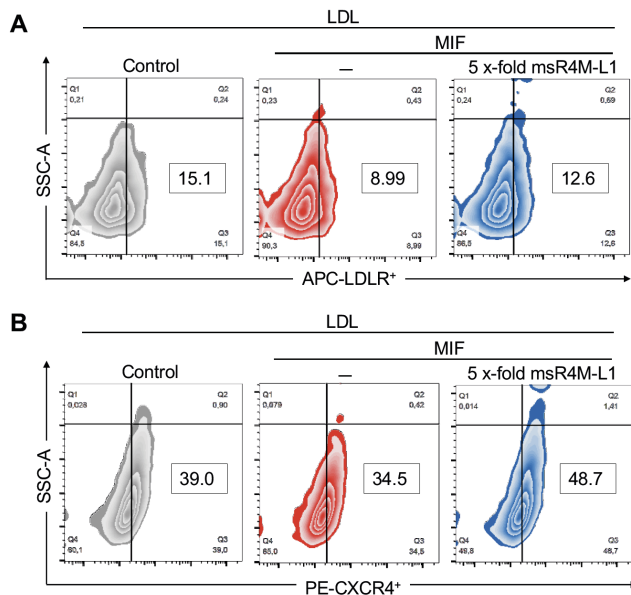 A
LDL
MIF
Control
—
5 x-fold msR4M-L1
SSC-A
Q1
0,21
Q2
0,24
15.1
Q4
84,5
Q3
15,1
Q1
0,23
Q2
0,43
8.99
Q4
90,3
Q3
8,99
Q1
0,24
Q2
0,69
12.6
Q4
86,5
Q3
12,6
APC-LDLR+
B
LDL
MIF
Control
—
5 x-fold msR4M-L1
SSC-A
Q1
0,028
Q2
0,90
39.0
Q4
60,1
Q3
39,0
Q1
0,079
Q2
0,42
34.5
Q4
65,0
Q3
34,5
Q1
0,014
Q2
1,41
48.7
Q4
49,8
Q3
48,7
PE-CXCR4+